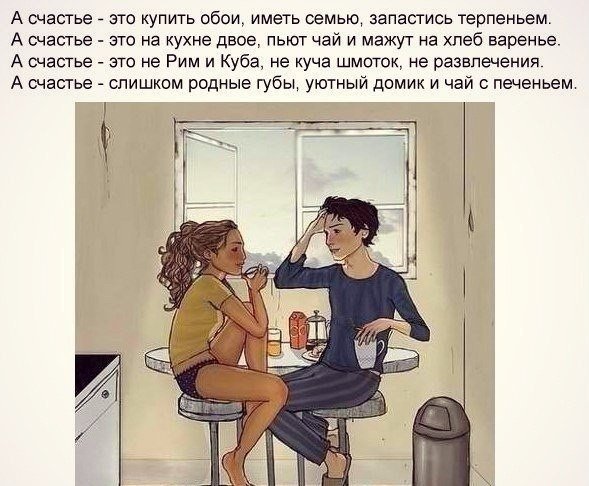 А счастье - это купить обои, иметь семью, запастись терпеньем.
А счастье - это на кухне двое, пьют чай и мажут на хлеб варенье.
А счастье - это не Рим и Куба, не куча шмоток, не развлечения.
А счастье - слишком родные губы, уютный домик и чай с печеньем.